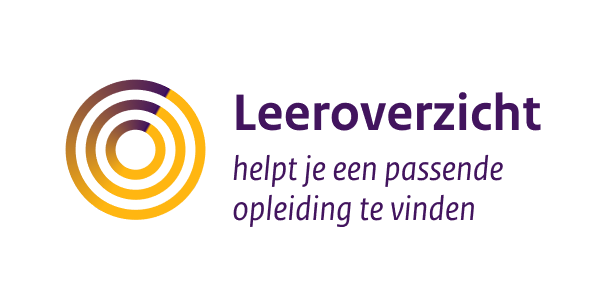 Leeroverzicht
helpt je een passende
opleiding te vinden